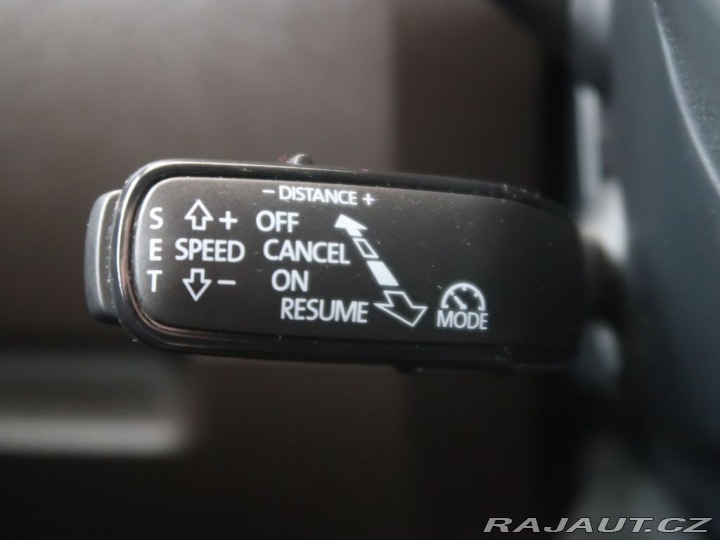 - DISTANCE +
S + OFF
E SPEED CANCEL
T - ON
RESUME
MODE
RAJAUT.CZ